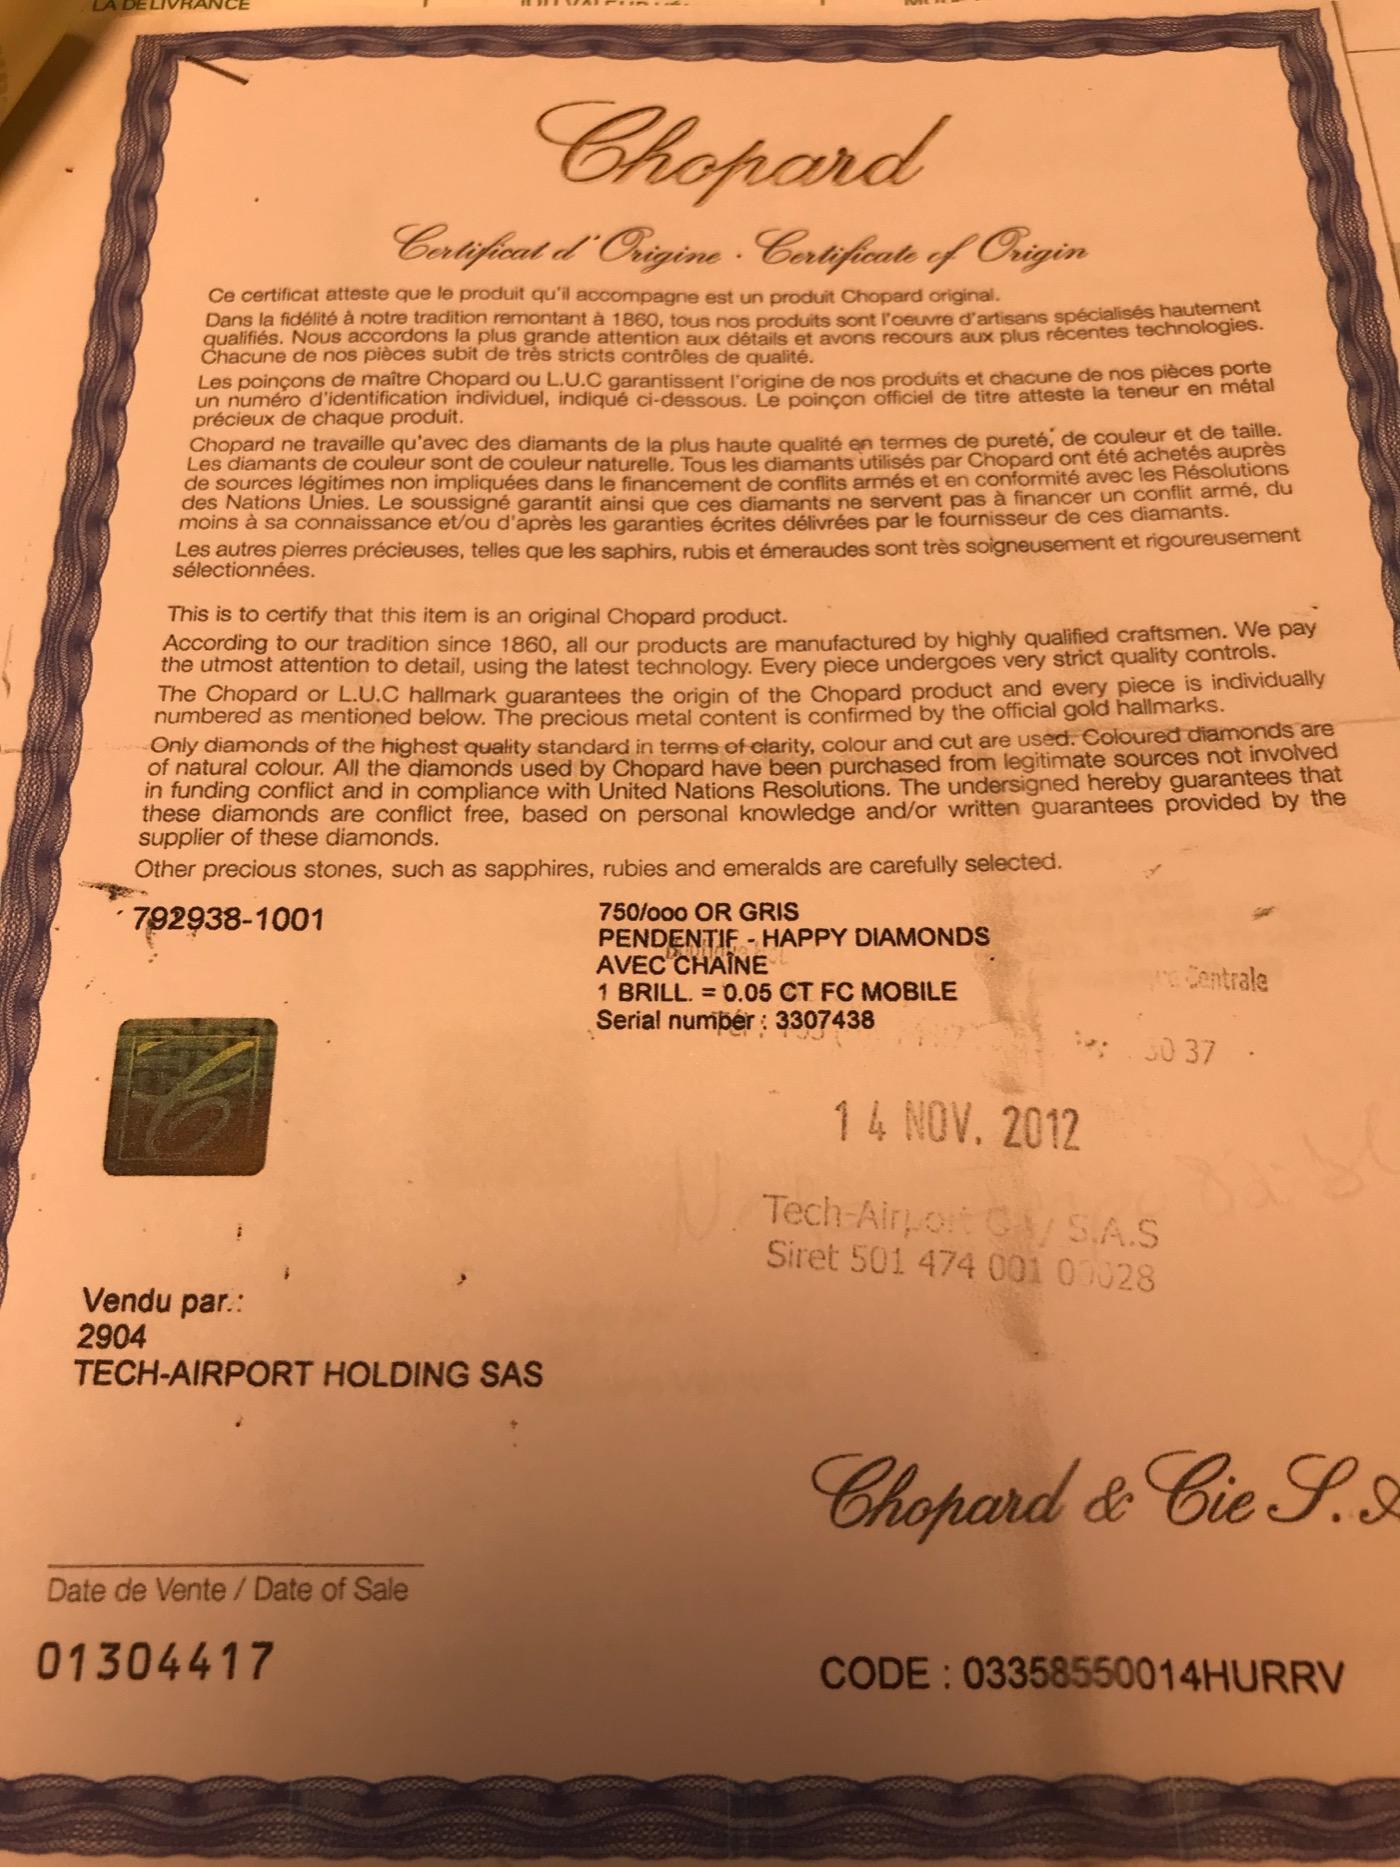 LA DÉLIVRANCE
Chopard
Certificat d'Origine · Certificate of Origin
Ce certificat atteste que le produit qu'il accompagne est un produit Chopard original.
Dans la fidélité à notre tradition remontant à 1860, tous nos produits sont l'oeuvre d'artisans spécialisés hautement
qualifiés. Nous accordons la plus grande attention aux détails et avons recours aux plus récentes technologies.
Chacune de nos pièces subit de très stricts contrôles de qualité.
Les poinçons de maître Chopard ou L.U.C garantissent l'origine de nos produits et chacune de nos pièces porte
un numéro d'identification individuel, indiqué ci-dessous. Le poinçon officiel de titre atteste la teneur en métal
précieux de chaque produit.
Chopard ne travaille qu'avec des diamants de la plus haute qualité en termes de pureté, de couleur et de taille.
Les diamants de couleur sont de couleur naturelle. Tous les diamants utilisés par Chopard ont été achetés auprès
de sources légitimes non impliquées dans le financement de conflits armés et en conformité avec les Résolutions
des Nations Unies. Le soussigné garantit ainsi que ces diamants ne servent pas à financer un conflit armé, du
moins à sa connaissance et/ou d'après les garanties écrites délivrées par le fournisseur de ces diamants.
Les autres pierres précieuses, telles que les saphirs, rubis et émeraudes sont très soigneusement et rigoureusement
sélectionnées.
This is to certify that this item is an original Chopard product.
According to our tradition since 1860, all our products are manufactured by highly qualified craftsmen. We pay
the utmost attention to detail, using the latest technology. Every piece undergoes very strict quality controls.
The Chopard or L.U.C hallmark guarantees the origin of the Chopard product and every piece is individually
numbered as mentioned below. The precious metal content is confirmed by the official gold hallmarks.
Only diamonds of the highest quality standard in terms of clarity, colour and cut are used. Coloured diamonds are
of natural colour. All the diamonds used by Chopard have been purchased from legitimate sources not involved
in funding conflict and in compliance with United Nations Resolutions. The undersigned hereby guarantees that
these diamonds are conflict free, based on personal knowledge and/or written guarantees provided by the
supplier of these diamonds.
Other precious stones, such as sapphires, rubies and emeralds are carefully selected.
792938-1001
750/ooo OR GRIS
PENDENTIF - HAPPY DIAMONDS
AVEC CHAÎNE
1 BRILL. = 0.05 CT FC MOBILE
Serial number : 3307438
Centrale
30 37
14 NOV. 2012
Tech-Airport S.A.S
Siret 501 474 001 00028
Vendu par :
2904
TECH-AIRPORT HOLDING SAS
Chopard & Cie S.A
Date de Vente / Date of Sale
01304417
CODE : 03358550014HURRV